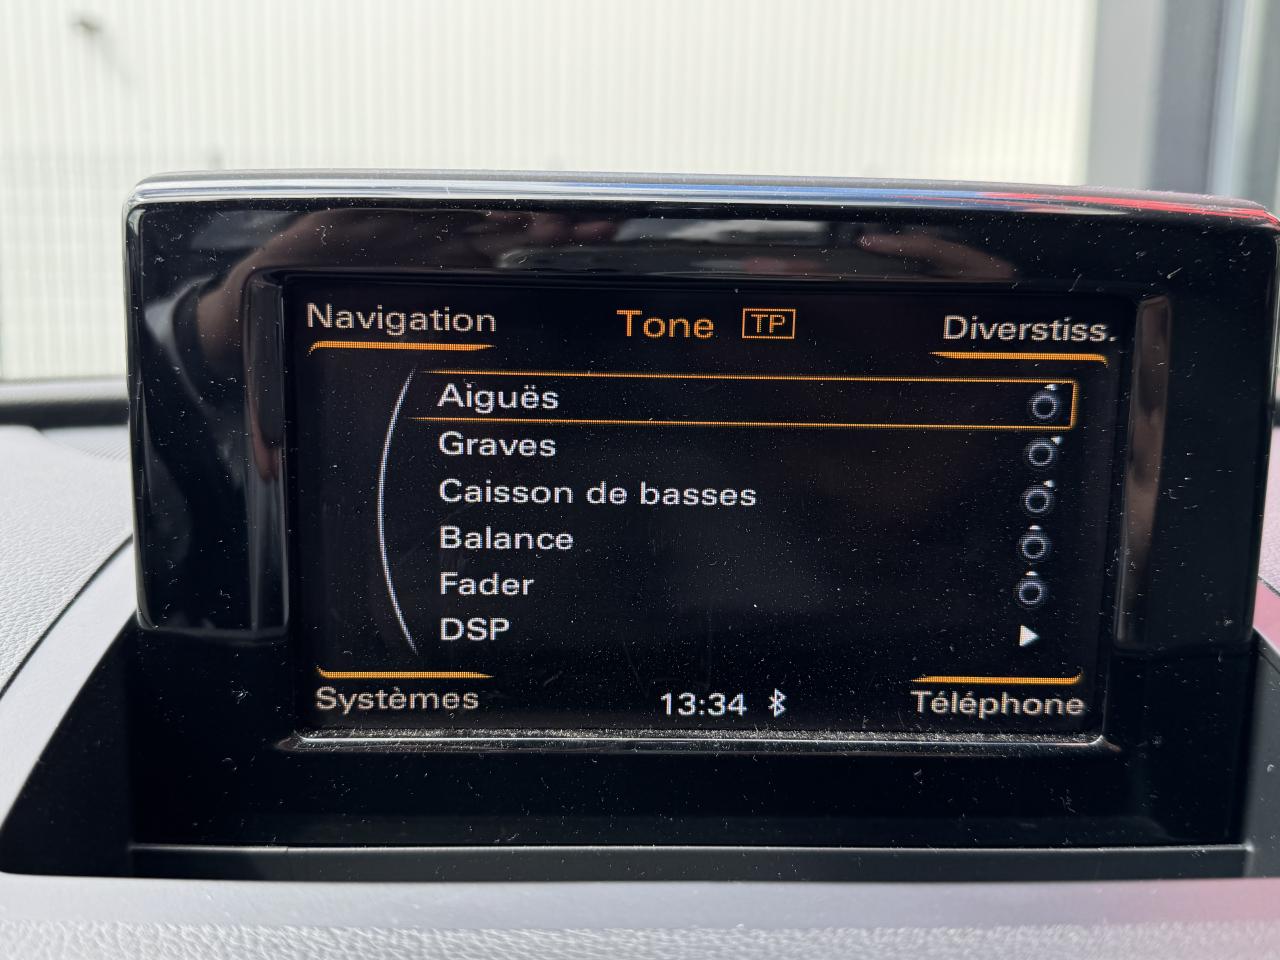 Navigation
Tone TP
Diverstiss.
Aiguës
Graves
Caisson de basses
Balance
Fader
DSP
Systèmes
13:34
Téléphone